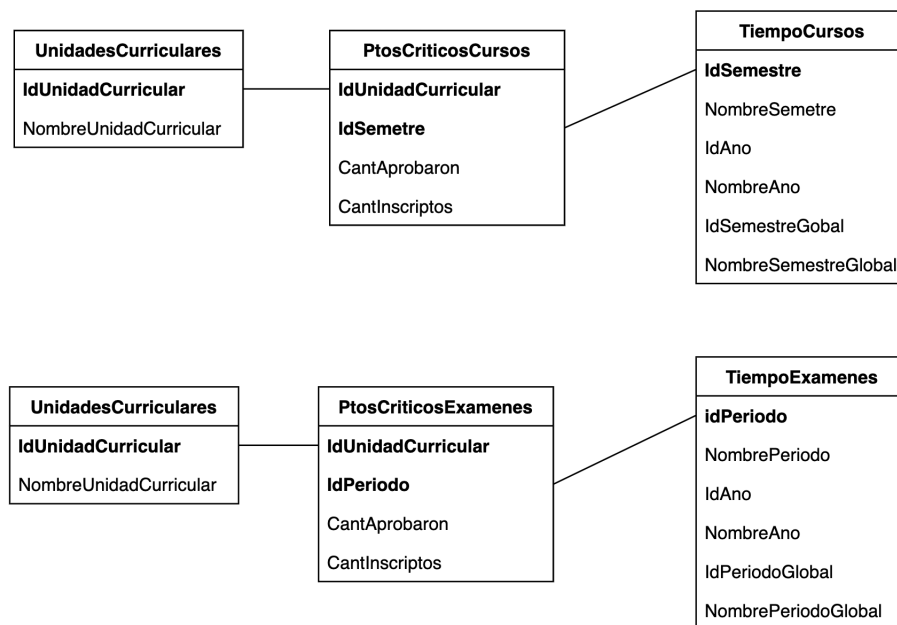 UnidadesCurriculares
IdUnidadCurricular
NombreUnidadCurricular
PtosCriticosCursos
IdUnidadCurricular
IdSemetre
CantAprobaron
CantInscriptos
TiempoCursos
IdSemestre
NombreSemetre
IdAno
NombreAno
IdSemestreGobal
NombreSemestreGlobal
UnidadesCurriculares
IdUnidadCurricular
NombreUnidadCurricular
PtosCriticosExamenes
IdUnidadCurricular
IdPeriodo
CantAprobaron
CantInscriptos
TiempoExamenes
idPeriodo
NombrePeriodo
IdAno
NombreAno
IdPeriodoGlobal
NombrePeriodoGlobal